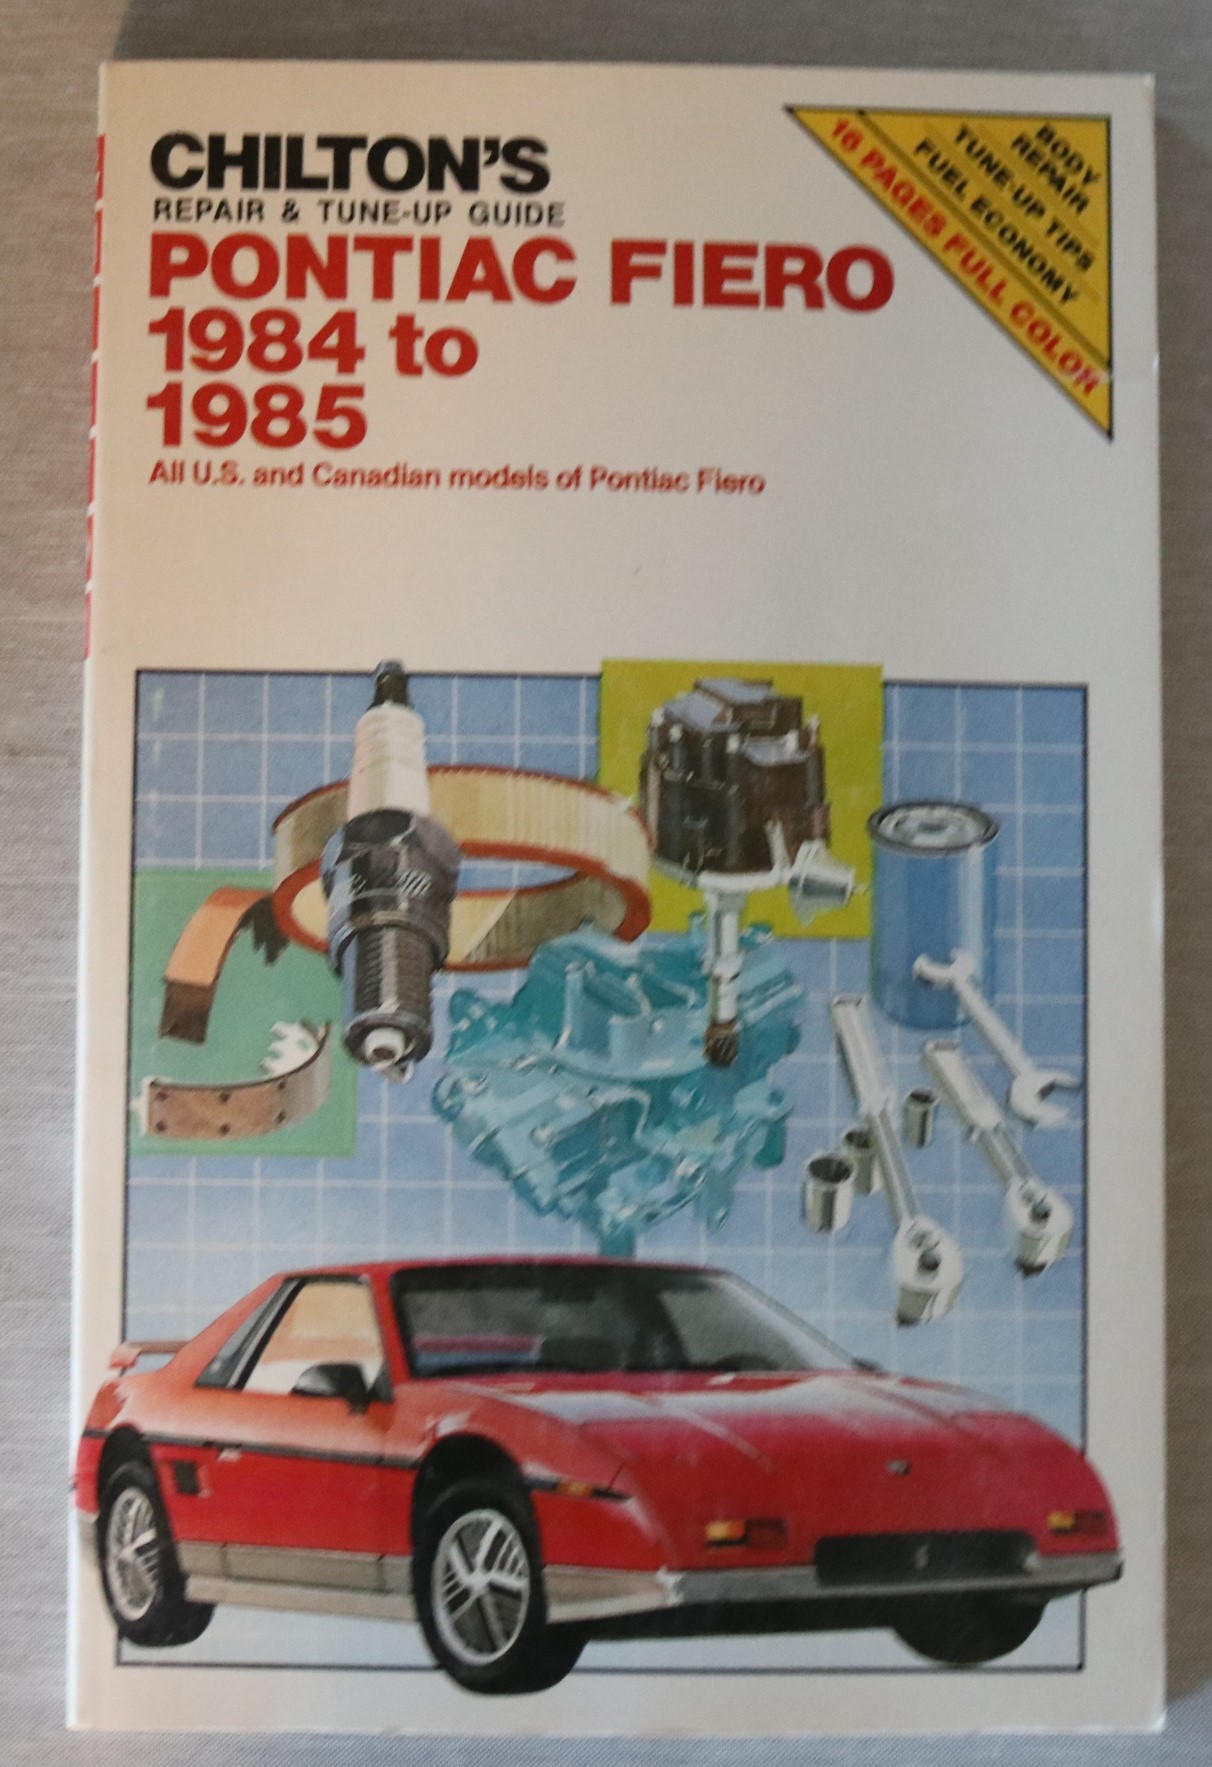 CHILTON'S
REPAIR & TUNE-UP GUIDE
PONTIAC FIERO
1984 to
1985
All U.S. and Canadian models of Pontiac Fiero
BODY
REPAIR
TUNE-UP TIPS
FUEL ECONOMY
16 PAGES FULL COLOR